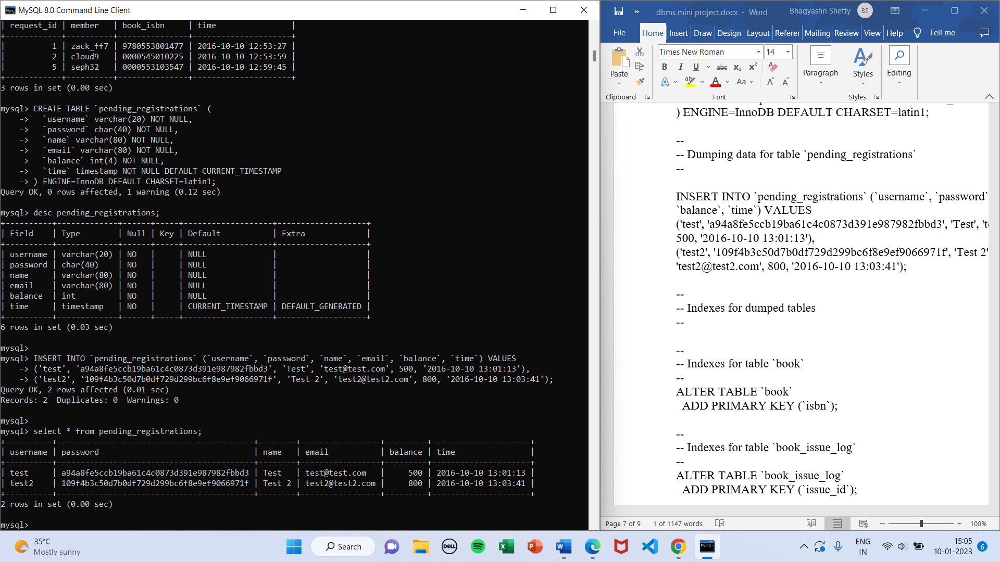 MySQL 8.0 Command Line Client
| request_id | member   | book_isbn     | time                |
+------------+----------+---------------+---------------------+
|          1 | zack_ff7 | 9780553801477 | 2016-10-10 12:53:27 |
|          2 | cloud9   | 0000545010225 | 2016-10-10 12:53:59 |
|          5 | seph32   | 0000553103547 | 2016-10-10 12:59:45 |
+------------+----------+---------------+---------------------+
3 rows in set (0.00 sec)
mysql> CREATE TABLE `pending_registrations` (
    ->   `username` varchar(20) NOT NULL,
    ->   `password` char(40) NOT NULL,
    ->   `name` varchar(80) NOT NULL,
    ->   `email` varchar(80) NOT NULL,
    ->   `balance` int(4) NOT NULL,
    ->   `time` timestamp NOT NULL DEFAULT CURRENT_TIMESTAMP
    -> ) ENGINE=InnoDB DEFAULT CHARSET=latin1;
Query OK, 0 rows affected, 1 warning (0.12 sec)
mysql> desc pending_registrations;
+----------+-------------+------+-----+-------------------+-------------------+
| Field    | Type        | Null | Key | Default           | Extra             |
+----------+-------------+------+-----+-------------------+-------------------+
| username | varchar(20) | NO   |     | NULL              |                   |
| password | char(40)    | NO   |     | NULL              |                   |
| name     | varchar(80) | NO   |     | NULL              |                   |
| email    | varchar(80) | NO   |     | NULL              |                   |
| balance  | int         | NO   |     | NULL              |                   |
| time     | timestamp   | NO   |     | CURRENT_TIMESTAMP | DEFAULT_GENERATED |
+----------+-------------+------+-----+-------------------+-------------------+
6 rows in set (0.03 sec)
mysql>
mysql> INSERT INTO `pending_registrations` (`username`, `password`, `name`, `email`, `balance`, `time`) VALUES
    -> ('test', 'a94a8fe5ccb19ba61c4c0873d391e987982fbbd3', 'Test', 'test@test.com', 500, '2016-10-10 13:01:13'),
    -> ('test2', '109f4b3c50d7b0df729d299bc6f8e9ef9066971f', 'Test 2', 'test2@test2.com', 800, '2016-10-10 13:03:41');
Query OK, 2 rows affected (0.01 sec)
Records: 2  Duplicates: 0  Warnings: 0
mysql>
mysql> select * from pending_registrations;
+----------+------------------------------------------+--------+-----------------+---------+---------------------+
| username | password                                 | name   | email           | balance | time                |
+----------+------------------------------------------+--------+-----------------+---------+---------------------+
| test     | a94a8fe5ccb19ba61c4c0873d391e987982fbbd3 | Test   | test@test.com   |     500 | 2016-10-10 13:01:13 |
| test2    | 109f4b3c50d7b0df729d299bc6f8e9ef9066971f | Test 2 | test2@test2.com |     800 | 2016-10-10 13:03:41 |
+----------+------------------------------------------+--------+-----------------+---------+---------------------+
2 rows in set (0.00 sec)
mysql>
dbms mini project.docx - Word
Bhagyashri Shetty BS
File Home Insert Draw Design Layout Referer Mailing Review View Help Tell me
Times New Roman 14
Paste
B I U abc x2 x2
A ab A Aa A A
Paragraph
Styles
Editing
Clipboard Font Styles
) ENGINE=InnoDB DEFAULT CHARSET=latin1;
--
-- Dumping data for table `pending_registrations`
--
INSERT INTO `pending_registrations` (`username`, `password`
`balance`, `time`) VALUES
('test', 'a94a8fe5ccb19ba61c4c0873d391e987982fbbd3', 'Test', 'te
500, '2016-10-10 13:01:13'),
('test2', '109f4b3c50d7b0df729d299bc6f8e9ef9066971f', 'Test 2'
'test2@test2.com', 800, '2016-10-10 13:03:41');
--
-- Indexes for dumped tables
--
--
-- Indexes for table `book`
--
ALTER TABLE `book`
  ADD PRIMARY KEY (`isbn`);
--
-- Indexes for table `book_issue_log`
--
ALTER TABLE `book_issue_log`
  ADD PRIMARY KEY (`issue_id`);
Page 7 of 9 1 of 1147 words 100%
35°C
Mostly sunny
Search
DELL
MySQL
ENG
IN
15:05
10-01-2023
6